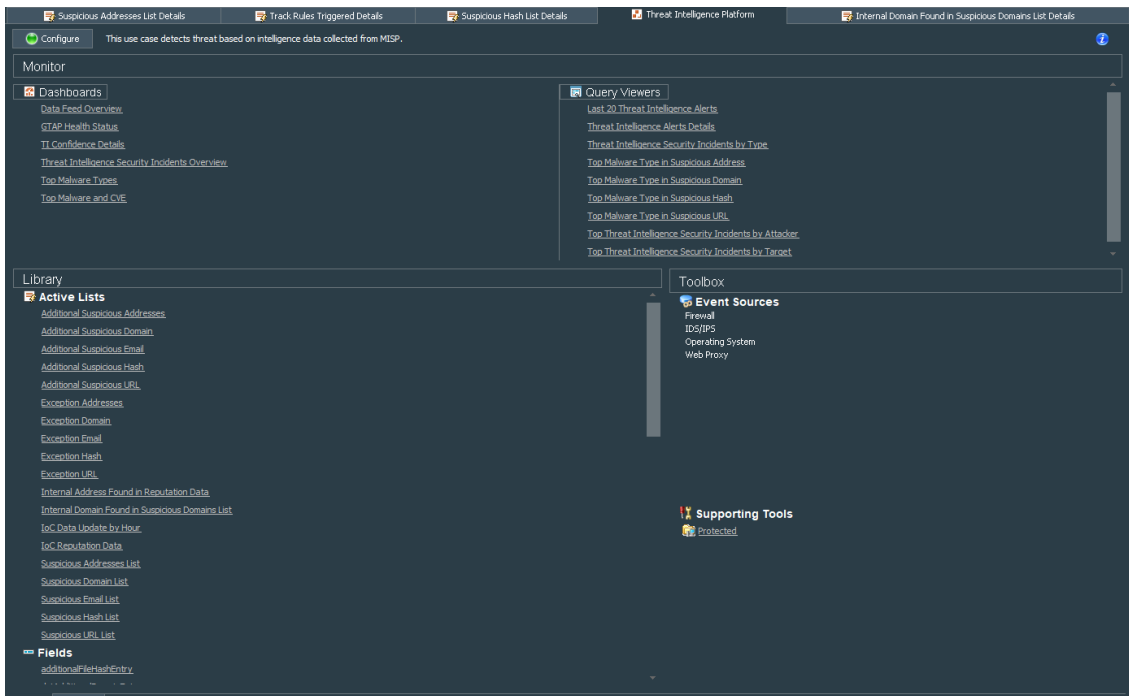 Suspicious Addresses List Details
Track Rules Triggered Details
Suspicious Hash List Details
Threat Intelligence Platform
Internal Domain Found in Suspicious Domains List Details
Configure
This use case detects threat based on intelligence data collected from MISP.
Monitor
Dashboards
Data Feed Overview
GTAP Health Status
TI Confidence Details
Threat Intelligence Security Incidents Overview
Top Malware Types
Top Malware and CVE
Query Viewers
Last 20 Threat Intelligence Alerts
Threat Intelligence Alerts Details
Threat Intelligence Security Incidents by Type
Top Malware Type in Suspicious Address
Top Malware Type in Suspicious Domain
Top Malware Type in Suspicious Hash
Top Malware Type in Suspicious URL
Top Threat Intelligence Security Incidents by Attacker
Top Threat Intelligence Security Incidents by Target
Library
Active Lists
Additional Suspicious Addresses
Additional Suspicious Domain
Additional Suspicious Email
Additional Suspicious Hash
Additional Suspicious URL
Exception Addresses
Exception Domain
Exception Email
Exception Hash
Exception URL
Internal Address Found in Reputation Data
Internal Domain Found in Suspicious Domains List
IoC Data Update by Hour
IoC Reputation Data
Suspicious Addresses List
Suspicious Domain List
Suspicious Email List
Suspicious Hash List
Suspicious URL List
Fields
additionalFileHashEntry
Toolbox
Event Sources
Firewall
IDS/IPS
Operating System
Web Proxy
Supporting Tools
Protected